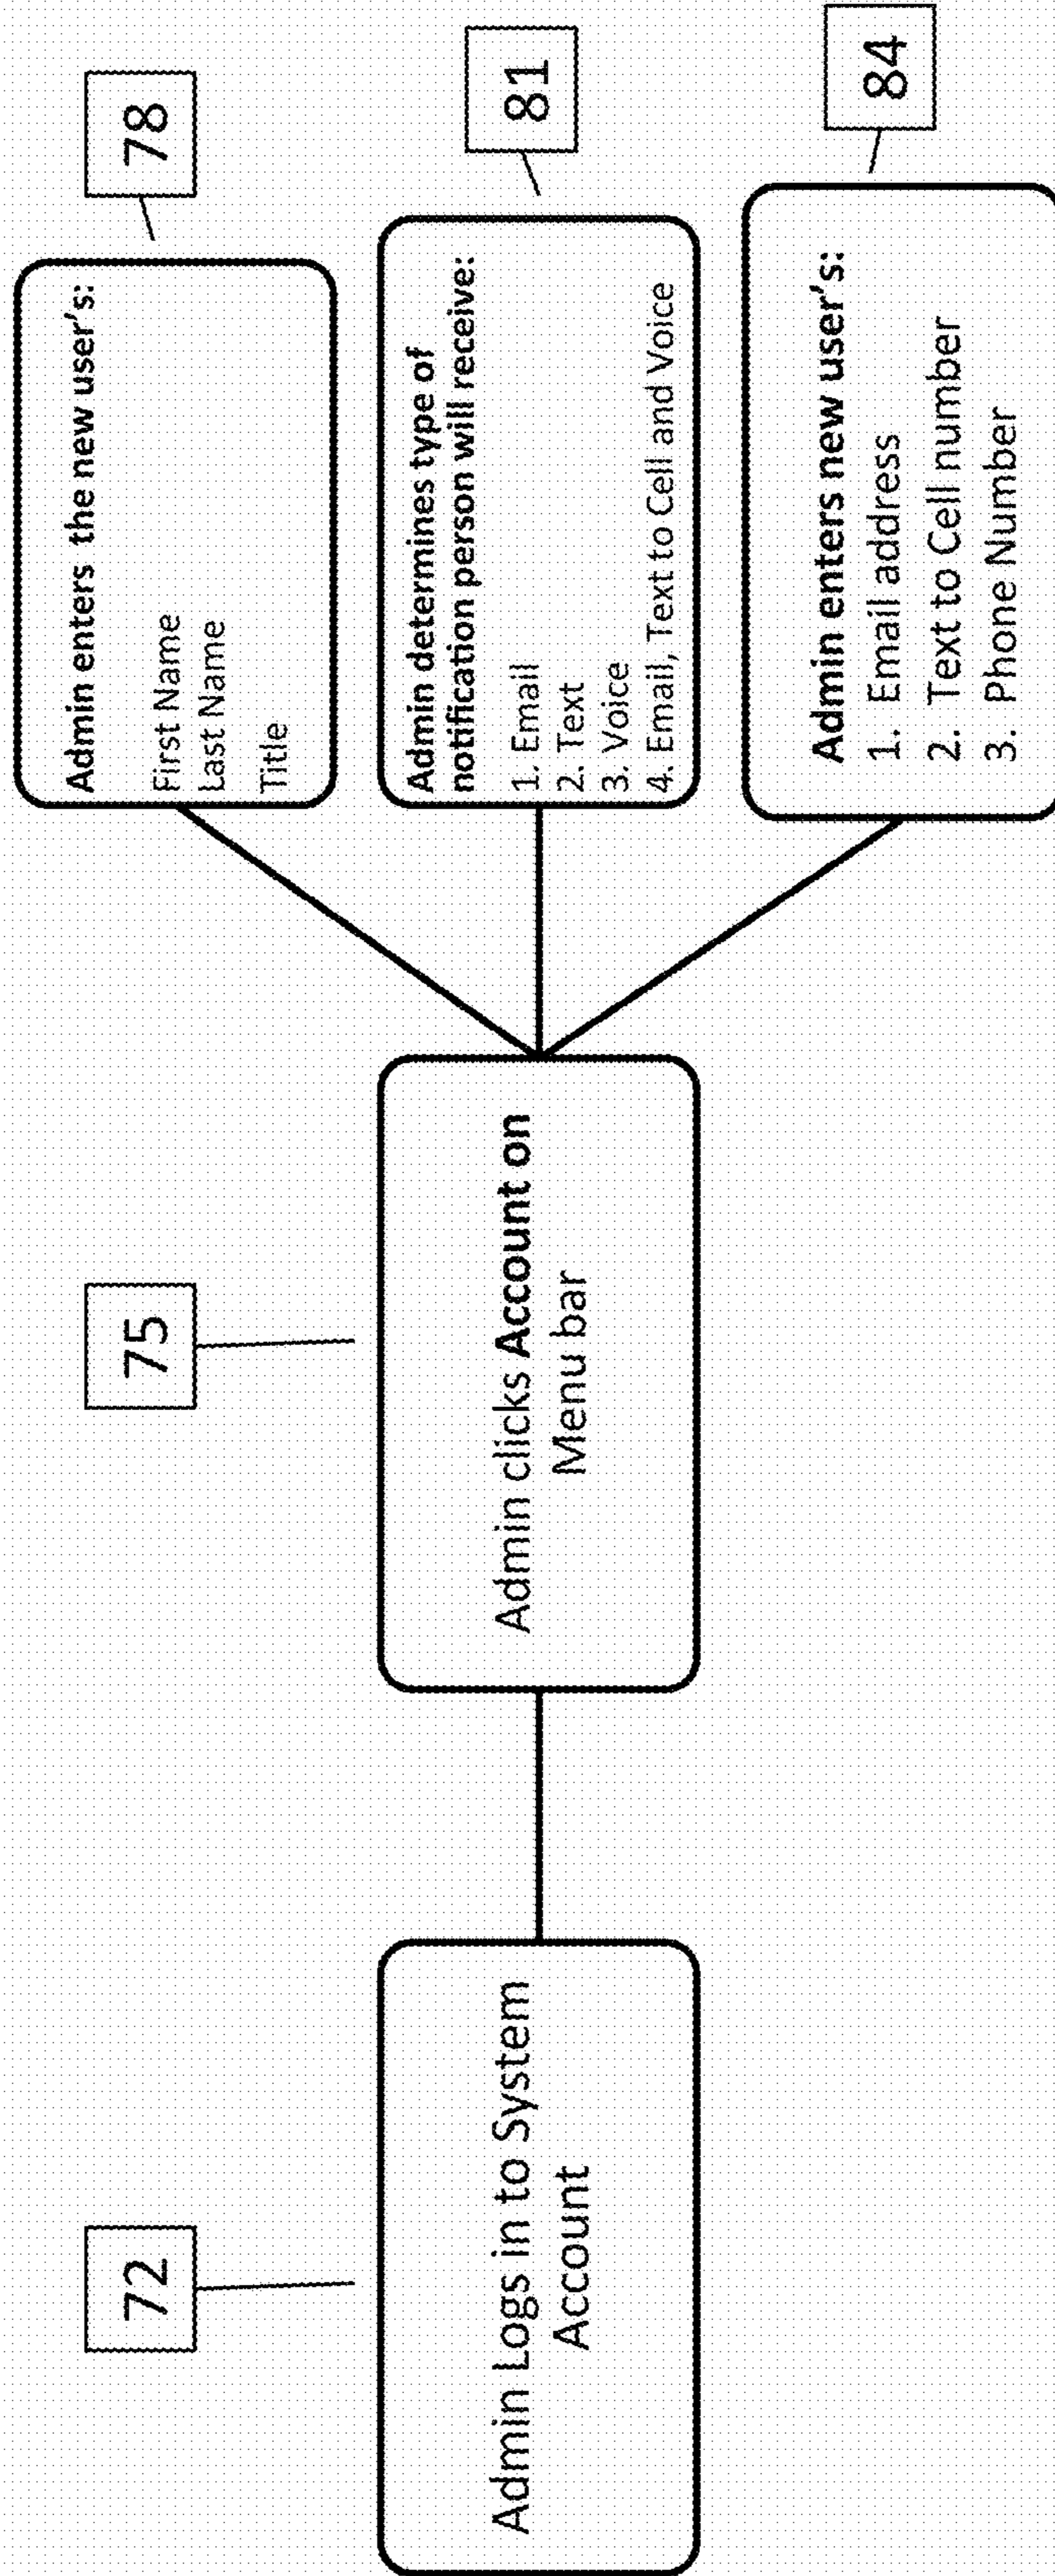 72
Admin Logs in to System
Account
75
Admin clicks Account on
Menu bar
78
Admin enters the new user's:
First Name
Last Name
Title
81
Admin determines type of
notification person will receive:
1. Email
2. Text
3. Voice
4. Email, Text to Cell and Voice
84
Admin enters new user's:
1. Email address
2. Text to Cell number
3. Phone Number